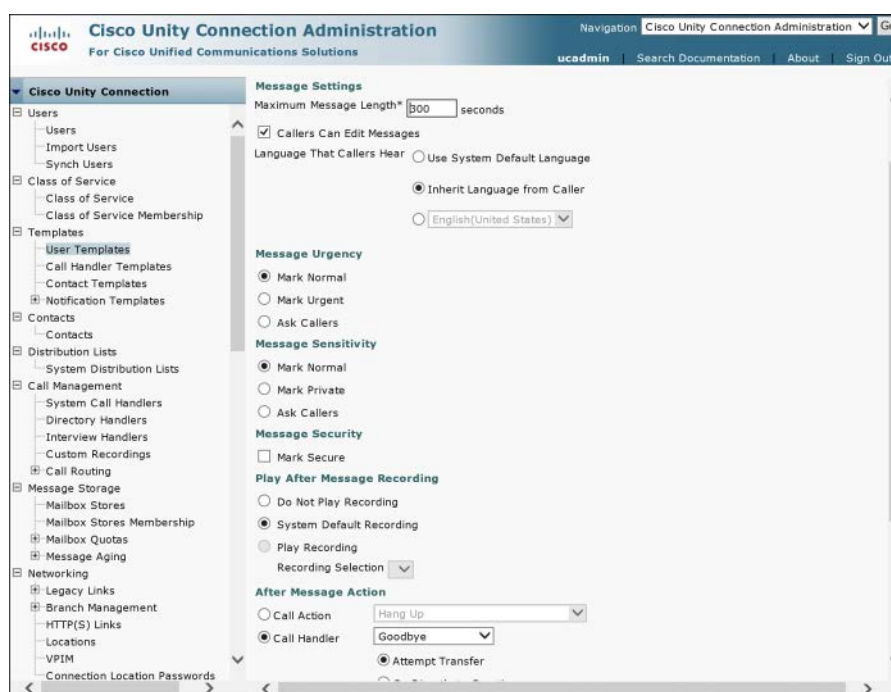 cisco
Cisco Unity Connection Administration
For Cisco Unified Communications Solutions
Navigation Cisco Unity Connection Administration
ucadmin Search Documentation About Sign Out
Cisco Unity Connection
Users
Users
Import Users
Synch Users
Class of Service
Class of Service
Class of Service Membership
Templates
User Templates
Call Handler Templates
Contact Templates
Notification Templates
Contacts
Contacts
Distribution Lists
System Distribution Lists
Call Management
System Call Handlers
Directory Handlers
Interview Handlers
Custom Recordings
Call Routing
Message Storage
Mailbox Stores
Mailbox Stores Membership
Mailbox Quotas
Message Aging
Networking
Legacy Links
Branch Management
HTTP(S) Links
Locations
VPIM
Connection Location Passwords
Message Settings
Maximum Message Length* 300 seconds
Callers Can Edit Messages
Language That Callers Hear Use System Default Language
Inherit Language from Caller
English(United States)
Message Urgency
Mark Normal
Mark Urgent
Ask Callers
Message Sensitivity
Mark Normal
Mark Private
Ask Callers
Message Security
Mark Secure
Play After Message Recording
Do Not Play Recording
System Default Recording
Play Recording
Recording Selection
After Message Action
Call Action Hang Up
Call Handler Goodbye
Attempt Transfer